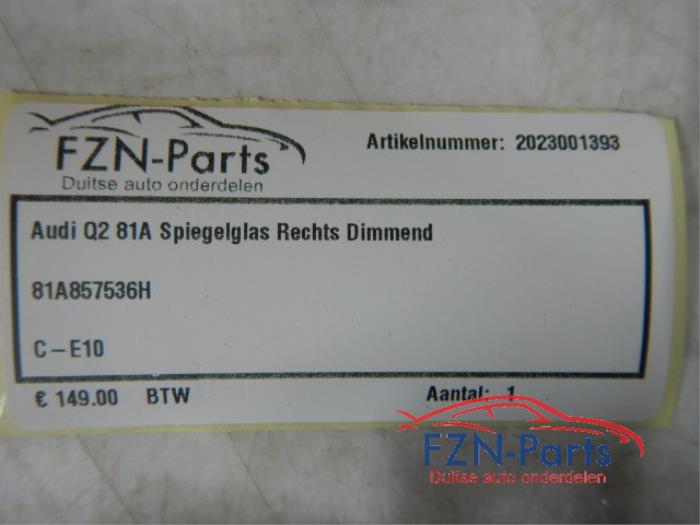 FZN-Parts
Duitse auto onderdelen
Artikelnummer: 2023001393
Audi Q2 81A Spiegelglas Rechts Dimmend
81A857536H
C-E10
€ 149.00 BTW Aantal: 1
FZN-Parts
Duitse auto onderdelen